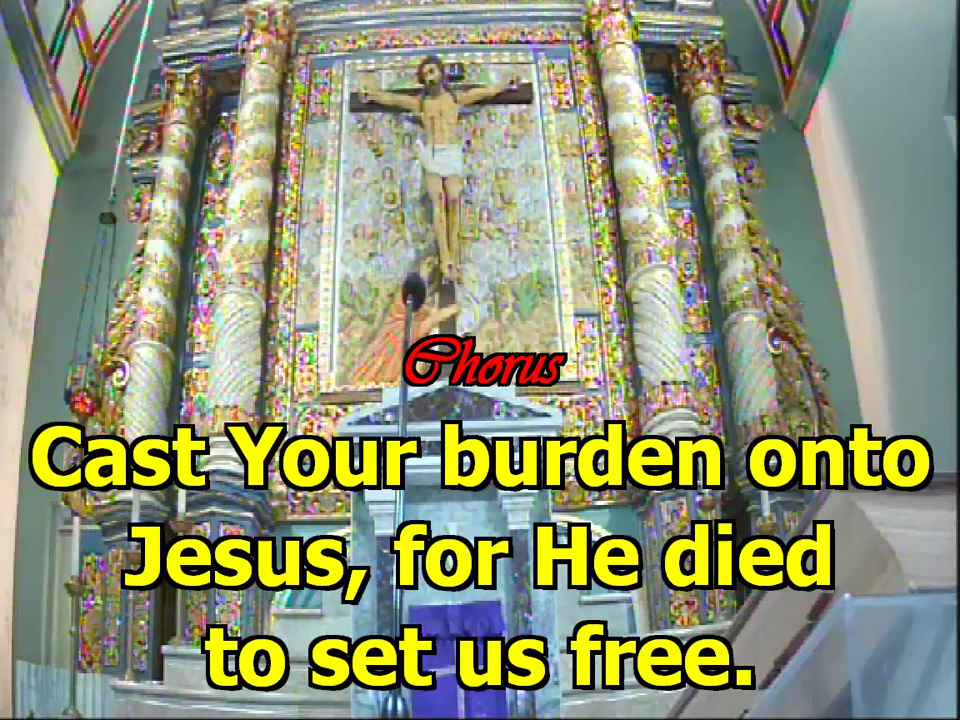 Chorus
Cast Your burden onto
Jesus, for He died
to set us free.